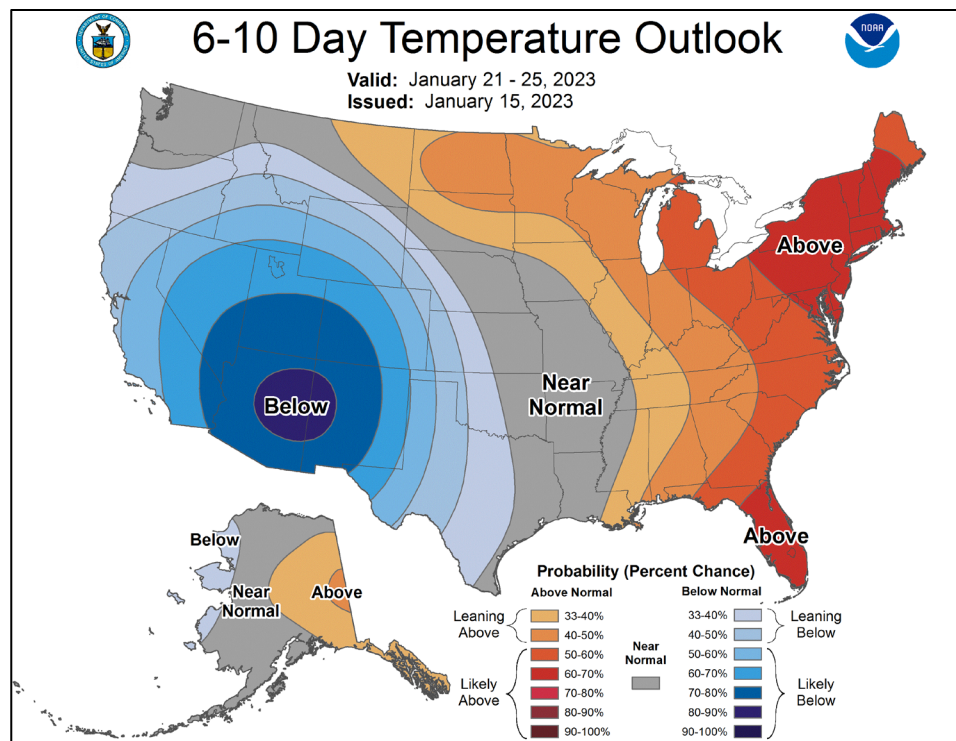 6-10 Day Temperature Outlook
NOAA
Valid: January 21 - 25, 2023
Issued: January 15, 2023
Above
Near
Normal
Below
Above
Below
Near
Normal
Above
Probability (Percent Chance)
Above Normal
Below Normal
Leaning
Above
33-40%
40-50%
Likely
Above
50-60%
60-70%
70-80%
80-90%
90-100%
Near
Normal
33-40%
40-50%
Leaning
Below
50-60%
60-70%
70-80%
80-90%
90-100%
Likely
Below